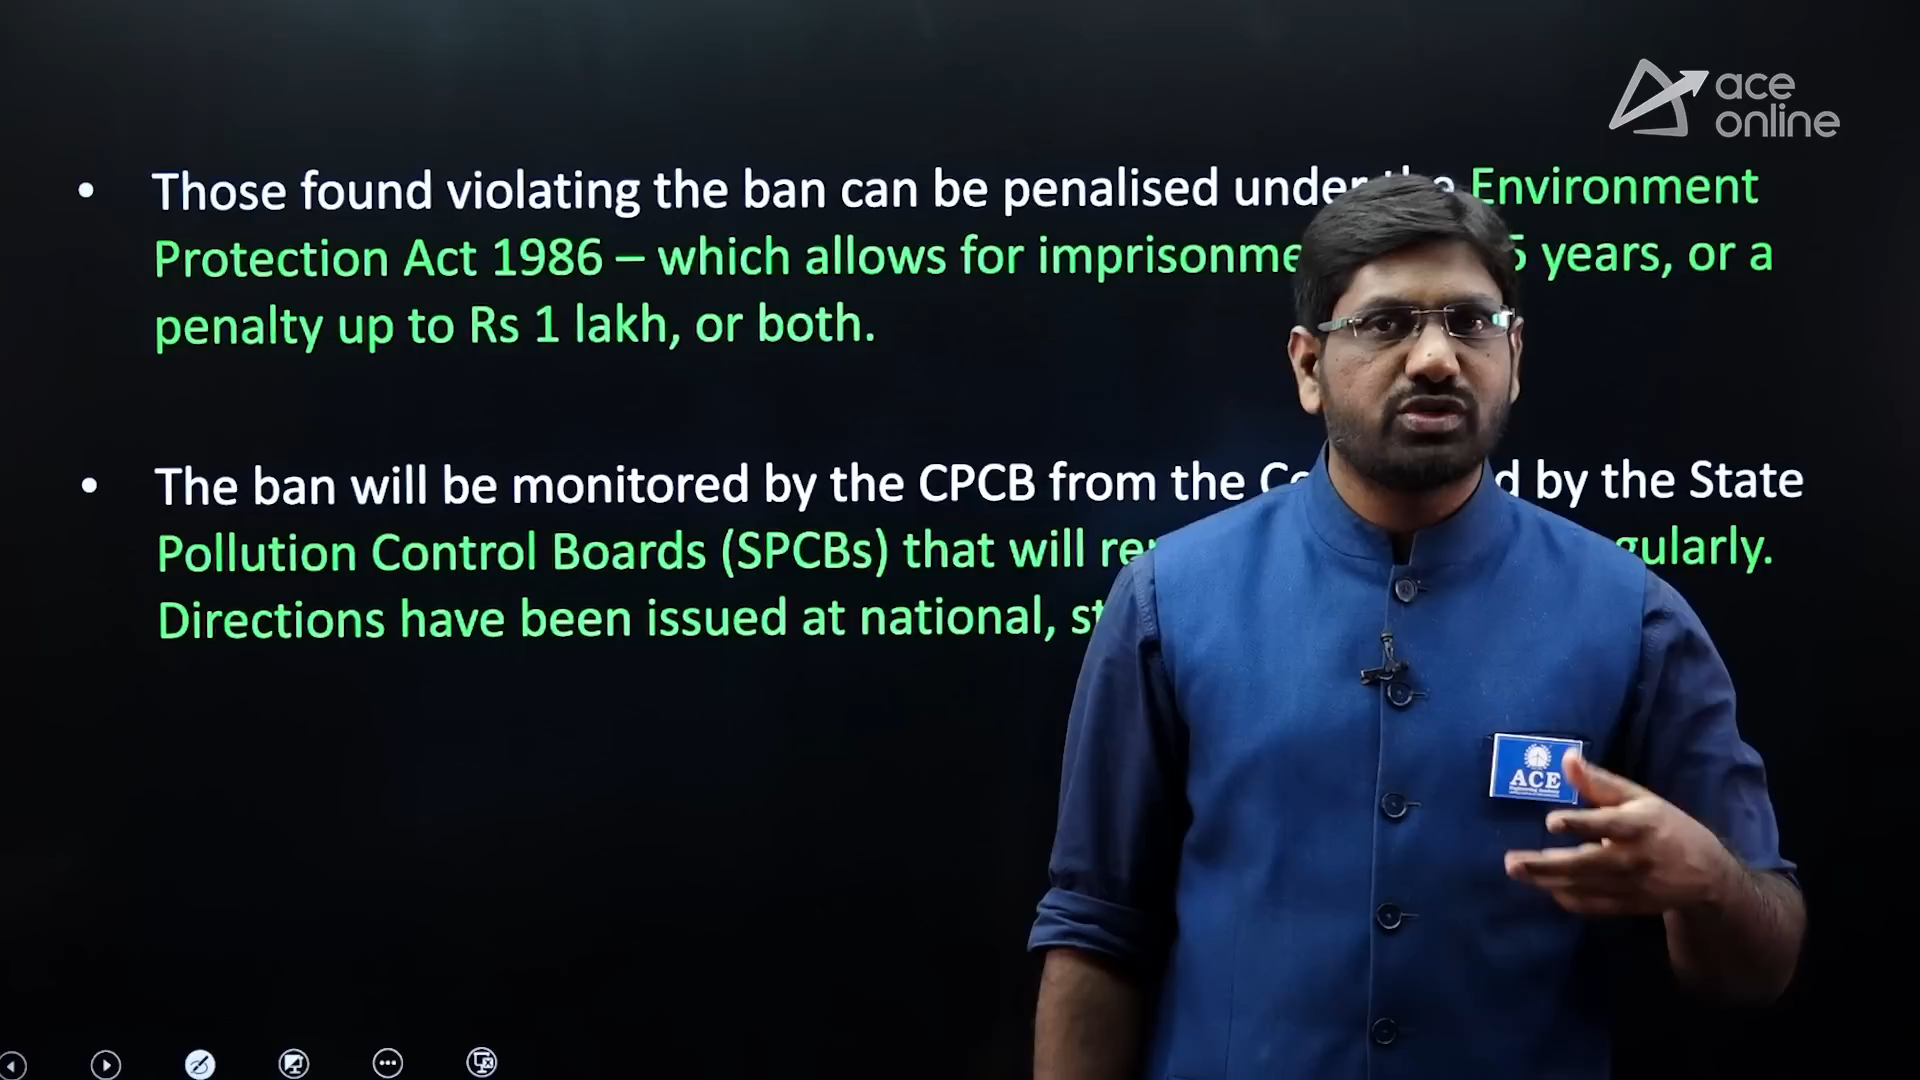 ace
online
• Those found violating the ban can be penalised under the Environment
Protection Act 1986 – which allows for 5 years, or a
penalty up to Rs 1 lakh, or both.
• The ban will be monitored by the CPCB from the by the State
Pollution Control Boards (SPCBs) that will
Directions have been issued at national,
ACE